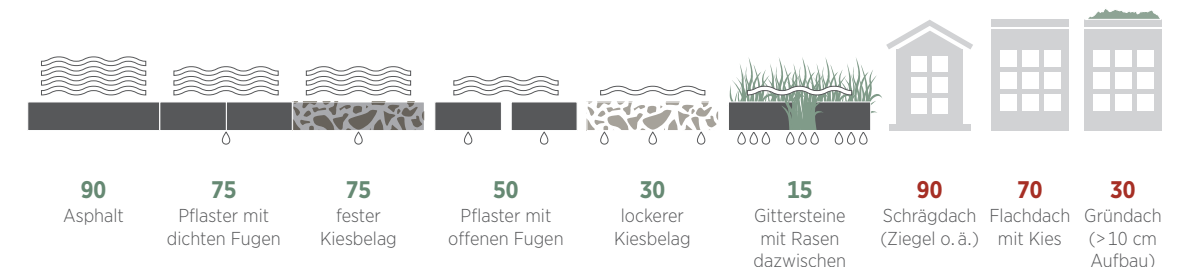 90
Asphalt
75
Pflaster mit
dichten Fugen
75
fester
Kiesbelag
50
Pflaster mit
offenen Fugen
30
lockerer
Kiesbelag
15
Gittersteine
mit Rasen
dazwischen
90
Schrägdach
(Ziegel o. ä.)
70
Flachdach
mit Kies
30
Gründach
(>10 cm
Aufbau)